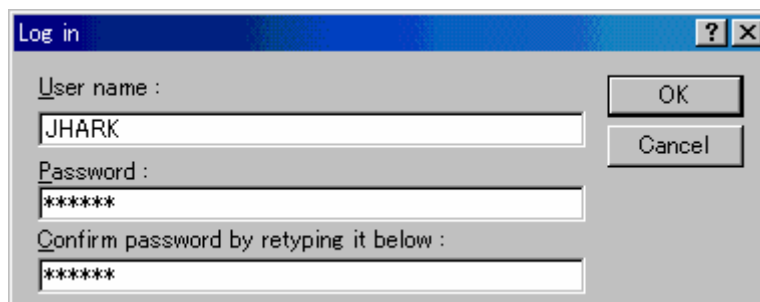 Log in
User name :
OK
JHARK
Cancel
Password :
******
Confirm password by retyping it below :
******